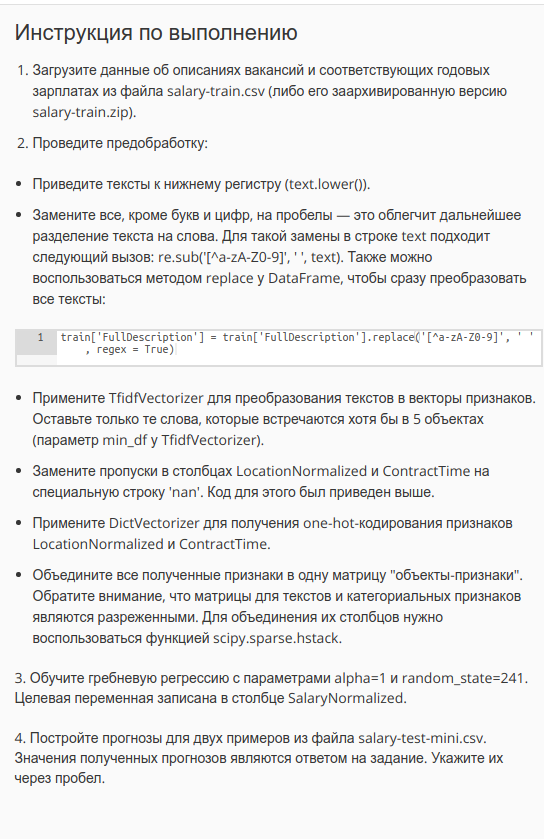 Инструкция по выполнению
1. Загрузите данные об описаниях вакансий и соответствующих годовых
зарплатах из файла salary-train.csv (либо его заархивированную версию
salary-train.zip).
2. Проведите предобработку:
• Приведите тексты к нижнему регистру (text.lower()).
• Замените все, кроме букв и цифр, на пробелы — это облегчит дальнейшее
разделение текста на слова. Для такой замены в строке text подходит
следующий вызов: re.sub('[^a-zA-Z0-9]', ' ', text). Также можно
воспользоваться методом replace у DataFrame, чтобы сразу преобразовать
все тексты:
1 train['FullDescription'] = train['FullDescription'].replace('[^a-zA-Z0-9]', ' '
, regex = True)
• Примените TfidfVectorizer для преобразования текстов в векторы признаков.
Оставьте только те слова, которые встречаются хотя бы в 5 объектах
(параметр min_df у TfidfVectorizer).
• Замените пропуски в столбцах LocationNormalized и ContractTime на
специальную строку 'nan'. Код для этого был приведен выше.
• Примените DictVectorizer для получения one-hot-кодирования признаков
LocationNormalized и ContractTime.
• Объедините все полученные признаки в одну матрицу "объекты-признаки".
Обратите внимание, что матрицы для текстов и категориальных признаков
являются разреженными. Для объединения их столбцов нужно
воспользоваться функцией scipy.sparse.hstack.
3. Обучите гребневую регрессию с параметрами alpha=1 и random_state=241.
Целевая переменная записана в столбце SalaryNormalized.
4. Постройте прогнозы для двух примеров из файла salary-test-mini.csv.
Значения полученных прогнозов являются ответом на задание. Укажите их
через пробел.